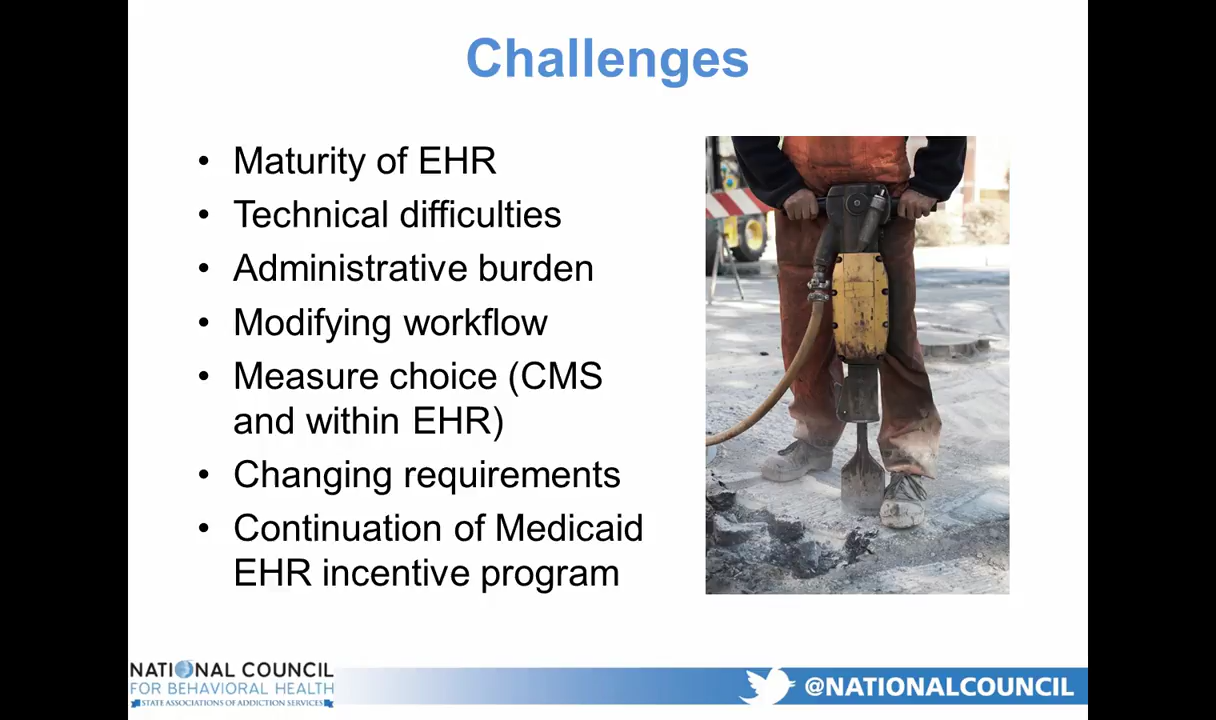 Challenges
• Maturity of EHR
• Technical difficulties
• Administrative burden
• Modifying workflow
• Measure choice (CMS
and within EHR)
• Changing requirements
• Continuation of Medicaid
EHR incentive program
NATIONAL COUNCIL
FOR BEHAVIORAL HEALTH
STATE ASSOCIATIONS OF ADDICTION SERVICES
@NATIONALCOUNCIL